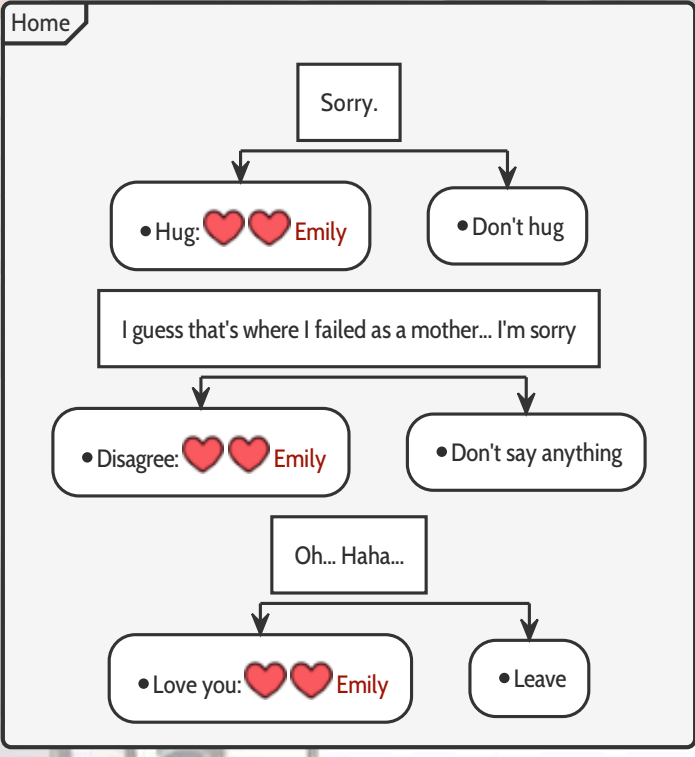 Home
Sorry.
•Hug: ❤️❤️ Emily
•Don't hug
I guess that's where I failed as a mother... I'm sorry
•Disagree: ❤️❤️ Emily
•Don't say anything
Oh... Haha...
•Love you: ❤️❤️ Emily
•Leave